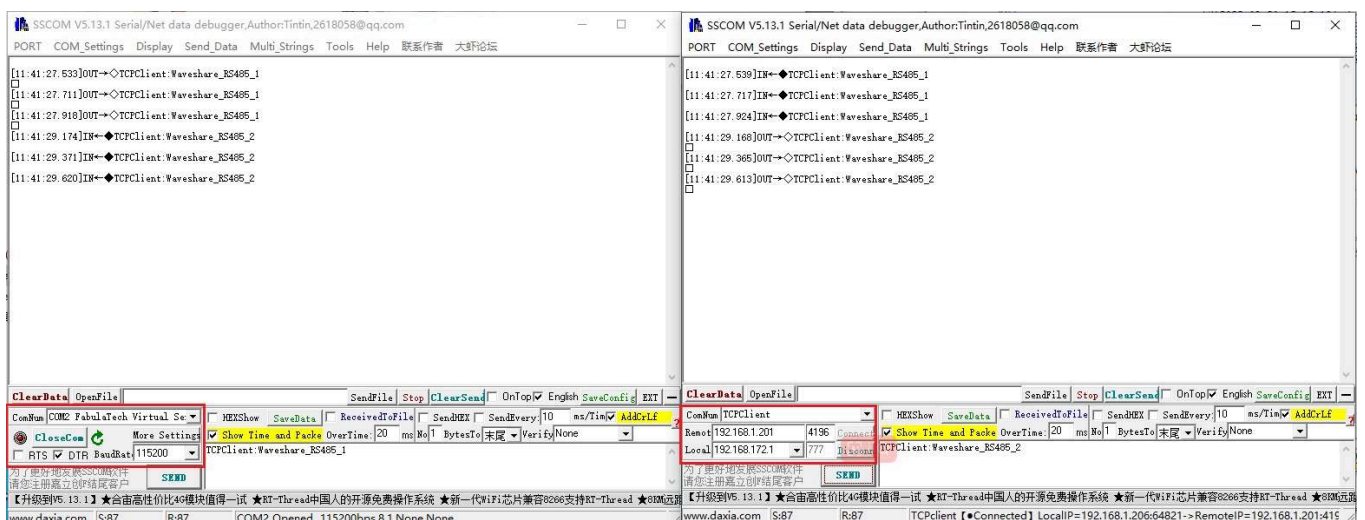 SSCOM V5.13.1 Serial/Net data debugger,Author:Tintin,2618058@qq.com
PORT COM_Settings Display Send_Data Multi_Strings Tools Help 联系作者 大虾论坛
[11:41:27.533]OUT→◇TCPClient:Waveshare_RS485_1
[11:41:27.711]OUT→◇TCPClient:Waveshare_RS485_1
[11:41:27.918]OUT→◇TCPClient:Waveshare_RS485_1
[11:41:29.174]IN←◆TCPClient:Waveshare_RS485_2
[11:41:29.371]IN←◆TCPClient:Waveshare_RS485_2
[11:41:29.620]IN←◆TCPClient:Waveshare_RS485_2
ClearData OpenFile SendFile Stop ClearSend OnTop English SaveConfig EXT —
ComNum COM2 FabulaTech Virtual Se HEXShow SaveData ReceivedToFile SendHEX SendEvery: 10 ms/Tim AddCrLf
CloseCom More Settings Show Time and Packe OverTime: 20 ms No 1 BytesTo 末尾 Verify None
RTS DTR BaudRat: 115200 TCPClient:Waveshare_RS485_1
为了更好地发展SSCOM软件
请您注册嘉立创F结尾客户 SEND
【升级到V5.13.1】★合宙高性价比4G模块值得一试 ★RT-Thread中国人的开源免费操作系统 ★新一代WiFi芯片兼容8266支持RT-Thread ★8KM远距
www.daxia.com S:87 R:87 COM2 Opened 115200bps,8,1,None,None
SSCOM V5.13.1 Serial/Net data debugger,Author:Tintin,2618058@qq.com
PORT COM_Settings Display Send_Data Multi_Strings Tools Help 联系作者 大虾论坛
[11:41:27.539]IN←◆TCPClient:Waveshare_RS485_1
[11:41:27.717]IN←◆TCPClient:Waveshare_RS485_1
[11:41:27.924]IN←◆TCPClient:Waveshare_RS485_1
[11:41:29.168]OUT→◇TCPClient:Waveshare_RS485_2
[11:41:29.365]OUT→◇TCPClient:Waveshare_RS485_2
[11:41:29.613]OUT→◇TCPClient:Waveshare_RS485_2
ClearData OpenFile SendFile Stop ClearSend OnTop English SaveConfig EXT —
ComNum TCPClient HEXShow SaveData ReceivedToFile SendHEX SendEvery: 10 ms/Tim AddCrLf
Remot 192.168.1.201 4196 Connect Show Time and Packe OverTime: 20 ms No 1 BytesTo 末尾 Verify None
Local 192.168.172.1 777 Disconn TCPClient:Waveshare_RS485_2
为了更好地发展SSCOM软件
请您注册嘉立创F结尾客户 SEND
【升级到V5.13.1】★合宙高性价比4G模块值得一试 ★RT-Thread中国人的开源免费操作系统 ★新一代WiFi芯片兼容8266支持RT-Thread ★8KM远距
www.daxia.com S:87 R:87 TCPclient【●Connected】LocalIP=192.168.1.206:64821->RemoteIP=192.168.1.201:419